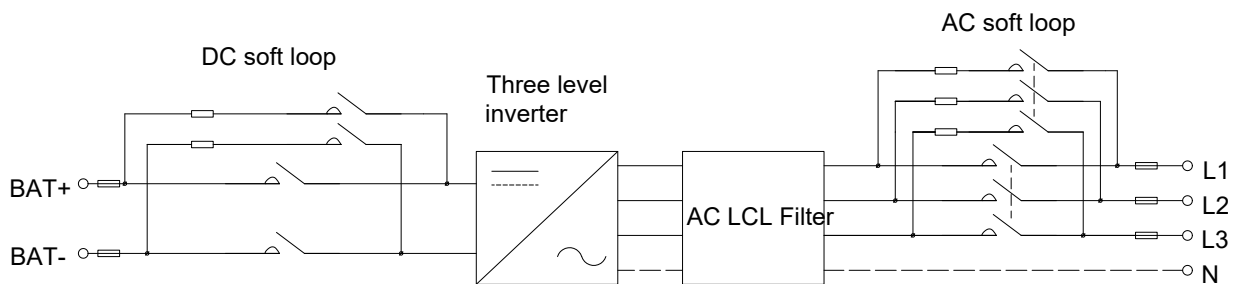 AC soft loop
DC soft loop
Three level
inverter
BAT+
BAT-
AC LCL Filter
L1
L2
L3
N